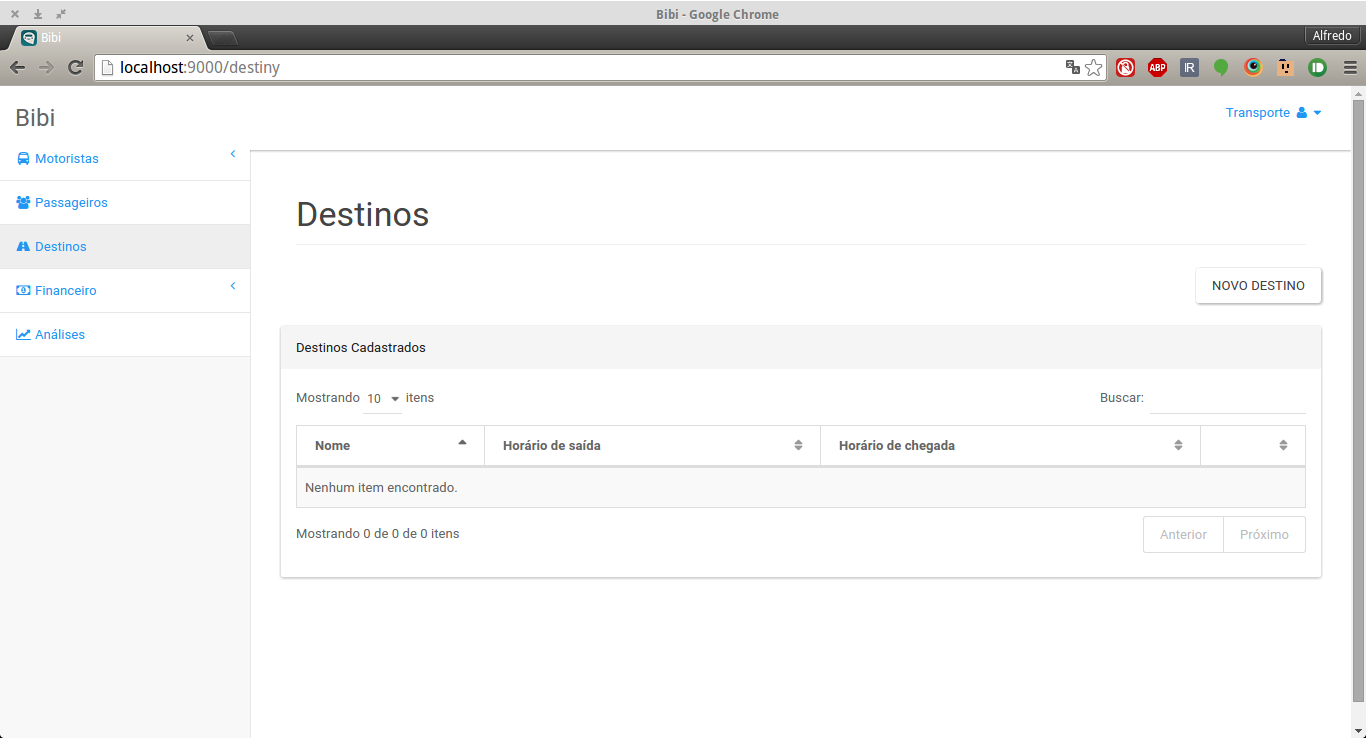 Bibi - Google Chrome
Bibi
Alfredo
localhost:9000/destiny
ABP
IR
Bibi
Transporte
Motoristas
Passageiros
Destinos
Financeiro
Análises
Destinos
NOVO DESTINO
Destinos Cadastrados
Mostrando 10 itens
Buscar:
Nome Horário de saída Horário de chegada
Nenhum item encontrado.
Mostrando 0 de 0 de 0 itens
Anterior Próximo